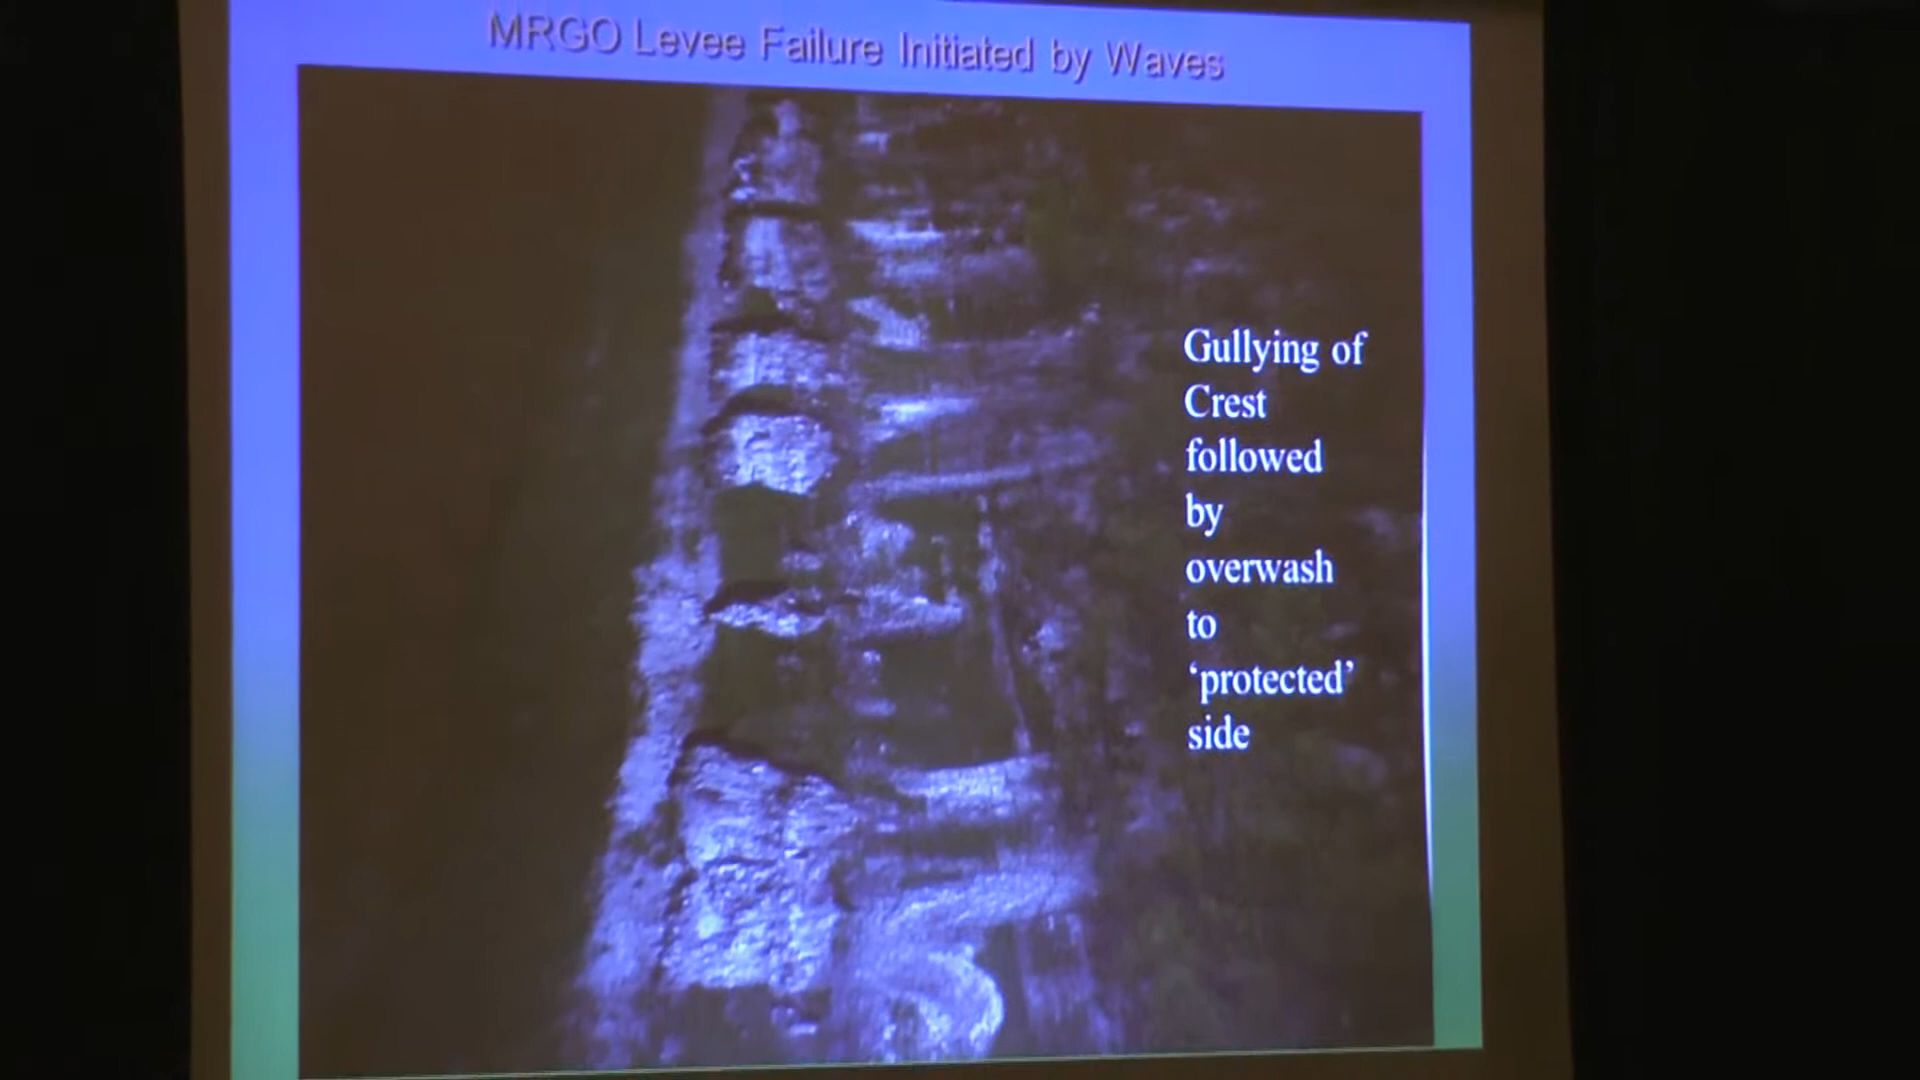 MRGO Levee Failure Initiated by Waves
Gullying of
Crest
followed
by
overwash
to
‘protected’
side